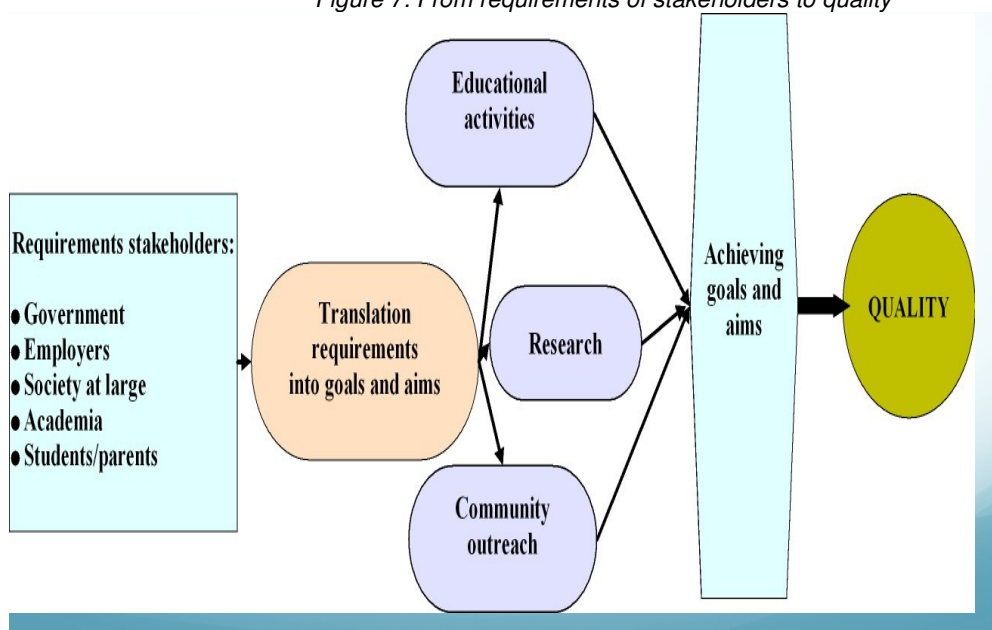 Figure 7: From requirements of stakeholders to quality
Requirements stakeholders:
● Government
● Employers
● Society at large
● Academia
● Students/parents
Translation
requirements
into goals and aims
Educational
activities
Research
Community
outreach
Achieving
goals and
aims
QUALITY